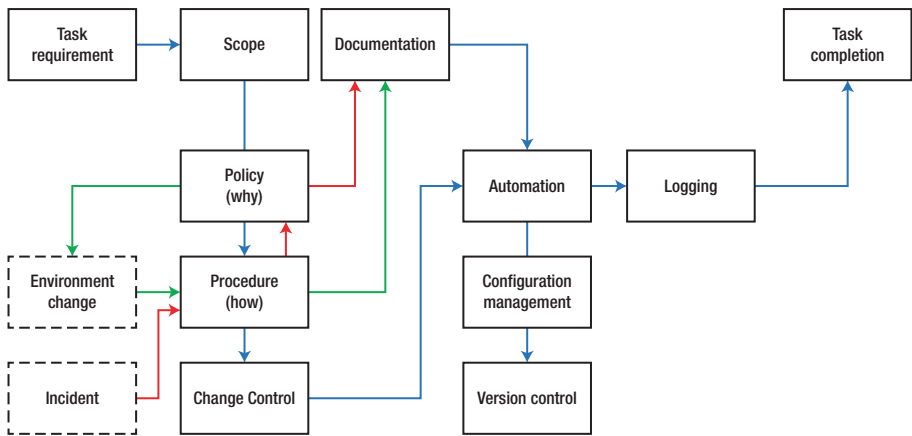 Task
requirement
Scope
Documentation
Task
completion
Policy
(why)
Automation
Logging
Environment
change
Procedure
(how)
Configuration
management
Incident
Change Control
Version control